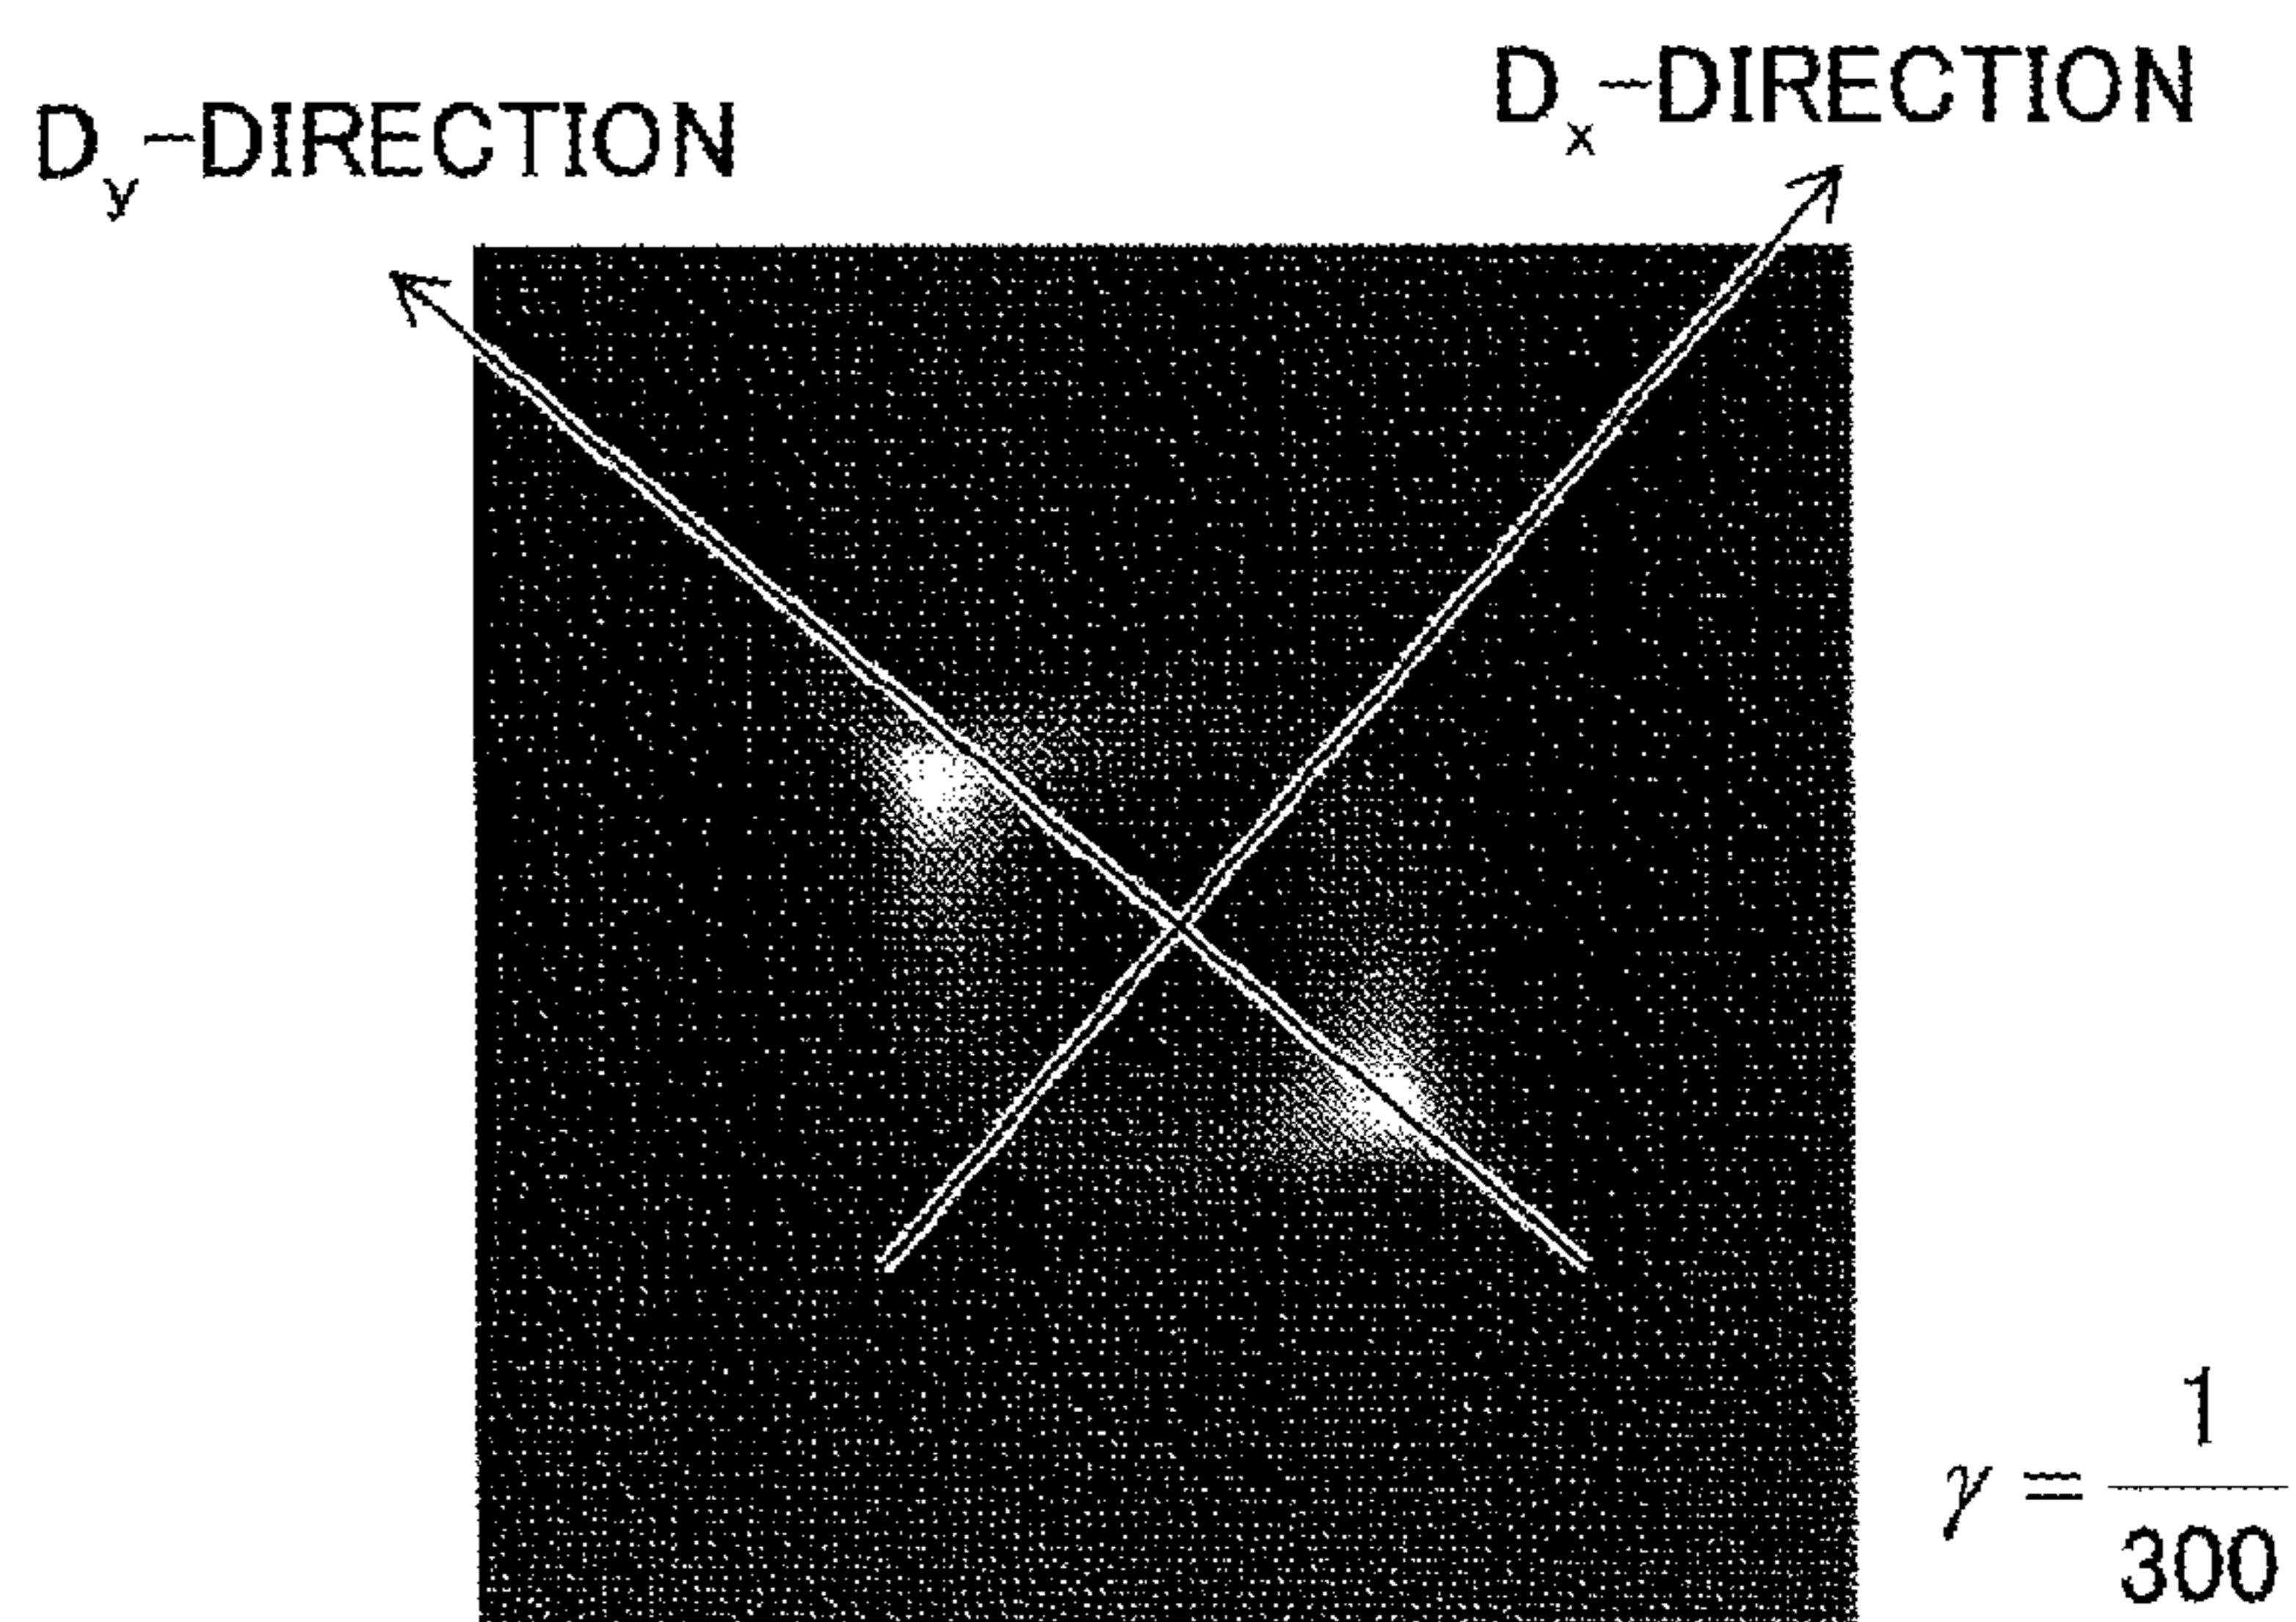 Dy-DIRECTION
Dx-DIRECTION
γ = 1/300